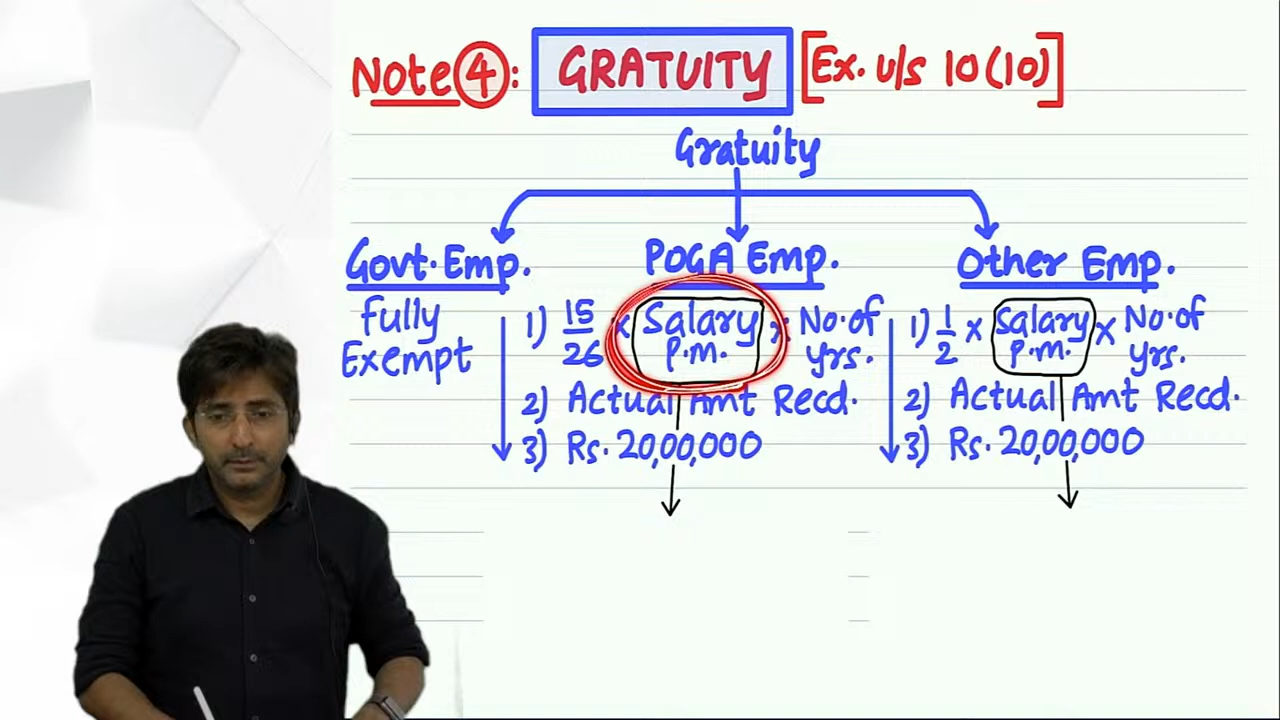 Note 4: GRATUITY [Ex. u/s 10(10)]
Gratuity
Govt. Emp.
Fully
Exempt
POGA Emp.
1) 15/26 x Salary p.m. x No. of yrs.
2) Actual Amt Recd.
3) Rs. 20,00,000
Other Emp.
1) 1/2 x Salary p.m. x No. of yrs.
2) Actual Amt Recd.
3) Rs. 20,00,000